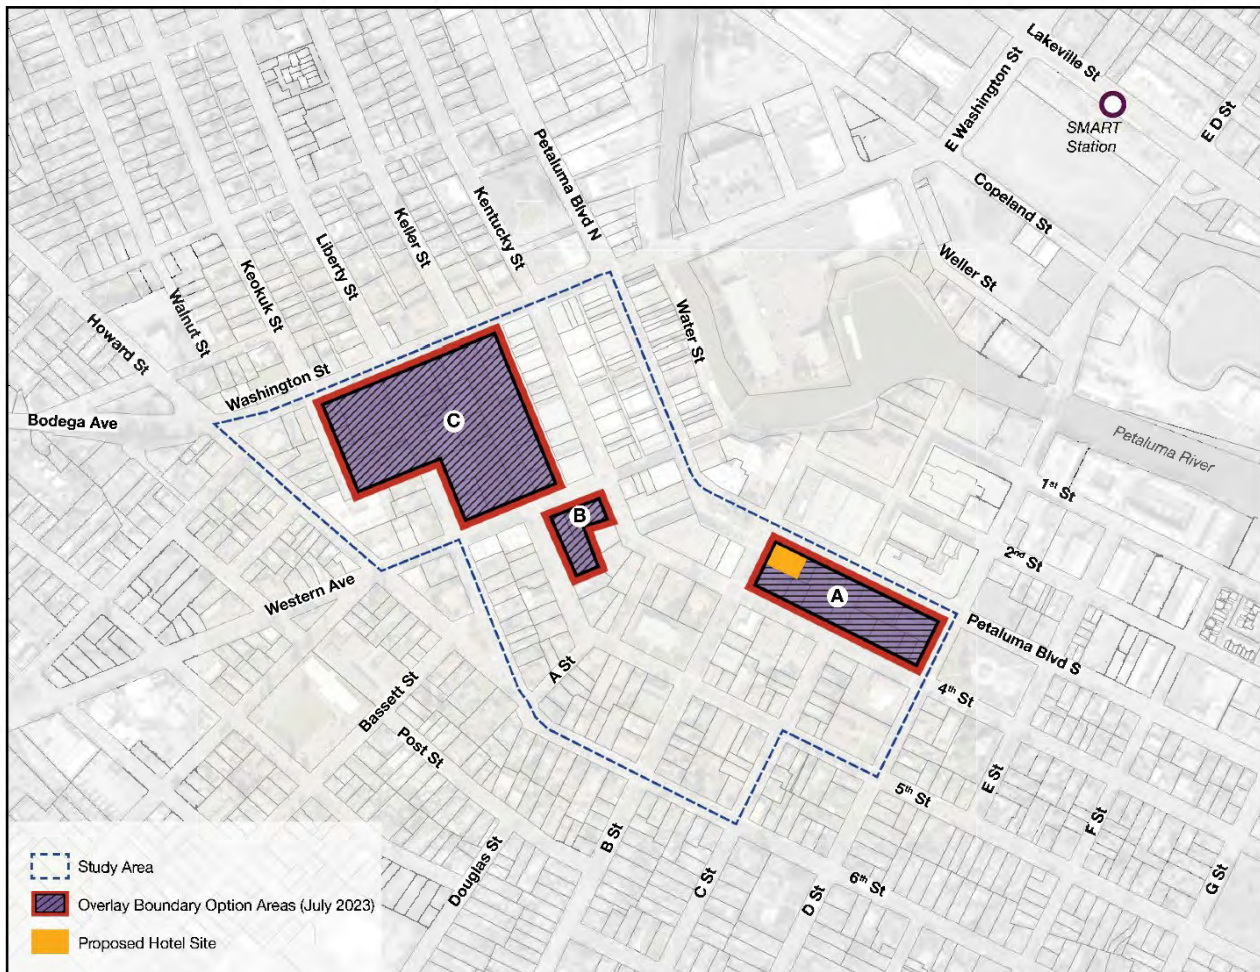 Lakeville St
E Washington St
E D St
SMART
Station
Copeland St
Weller St
Petaluma Blvd N
Kentucky St
Keller St
Liberty St
Keokuk St
Walnut St
Howard St
Water St
Washington St
Bodega Ave
C
B
A
Petaluma River
1st St
2nd St
Western Ave
Petaluma Blvd S
4th St
A St
Bassett St
Post St
E St
5th St
F St
B St
Douglas St
C St
D St
6th St
G St
Study Area
Overlay Boundary Option Areas (July 2023)
Proposed Hotel Site